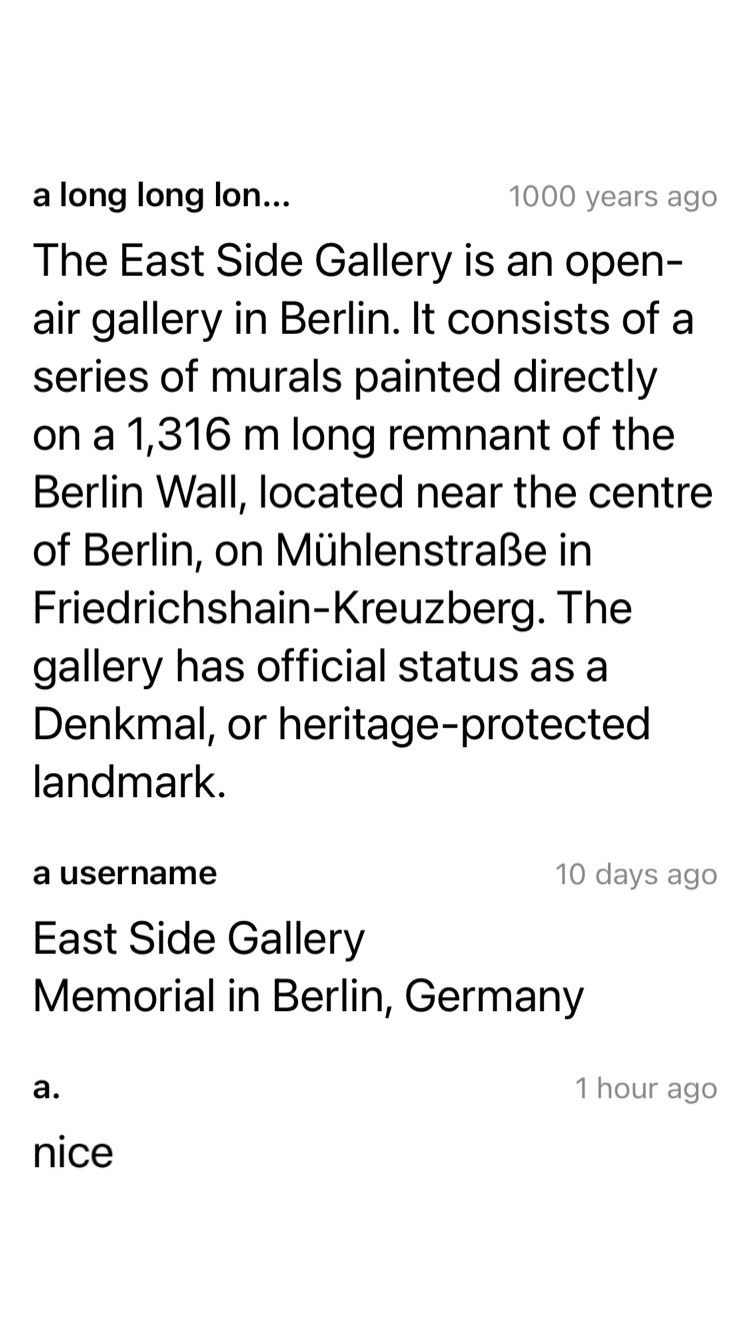 a long long lon... 1000 years ago
The East Side Gallery is an open-
air gallery in Berlin. It consists of a
series of murals painted directly
on a 1,316 m long remnant of the
Berlin Wall, located near the centre
of Berlin, on Mühlenstraße in
Friedrichshain-Kreuzberg. The
gallery has official status as a
Denkmal, or heritage-protected
landmark.
a username 10 days ago
East Side Gallery
Memorial in Berlin, Germany
a. 1 hour ago
nice